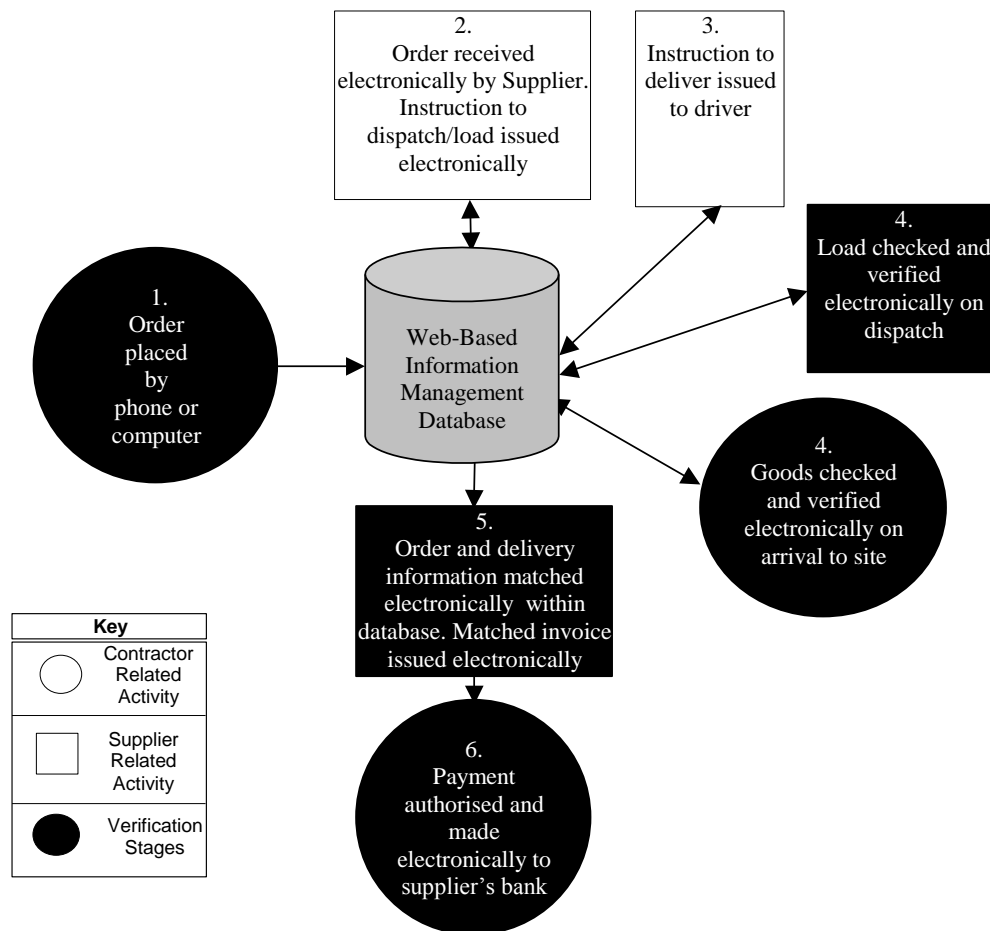 2.
Order received
electronically by Supplier.
Instruction to
dispatch/load issued
electronically
3.
Instruction to
deliver issued
to driver
4.
Load checked and
verified
electronically on
dispatch
1.
Order
placed
by
phone or
computer
Web-Based
Information
Management
Database
4.
Goods checked
and verified
electronically on
arrival to site
5.
Order and delivery
information matched
electronically within
database. Matched invoice
issued electronically
6.
Payment
authorised and
made
electronically to
supplier's bank
Key
Contractor
Related
Activity
Supplier
Related
Activity
Verification
Stages